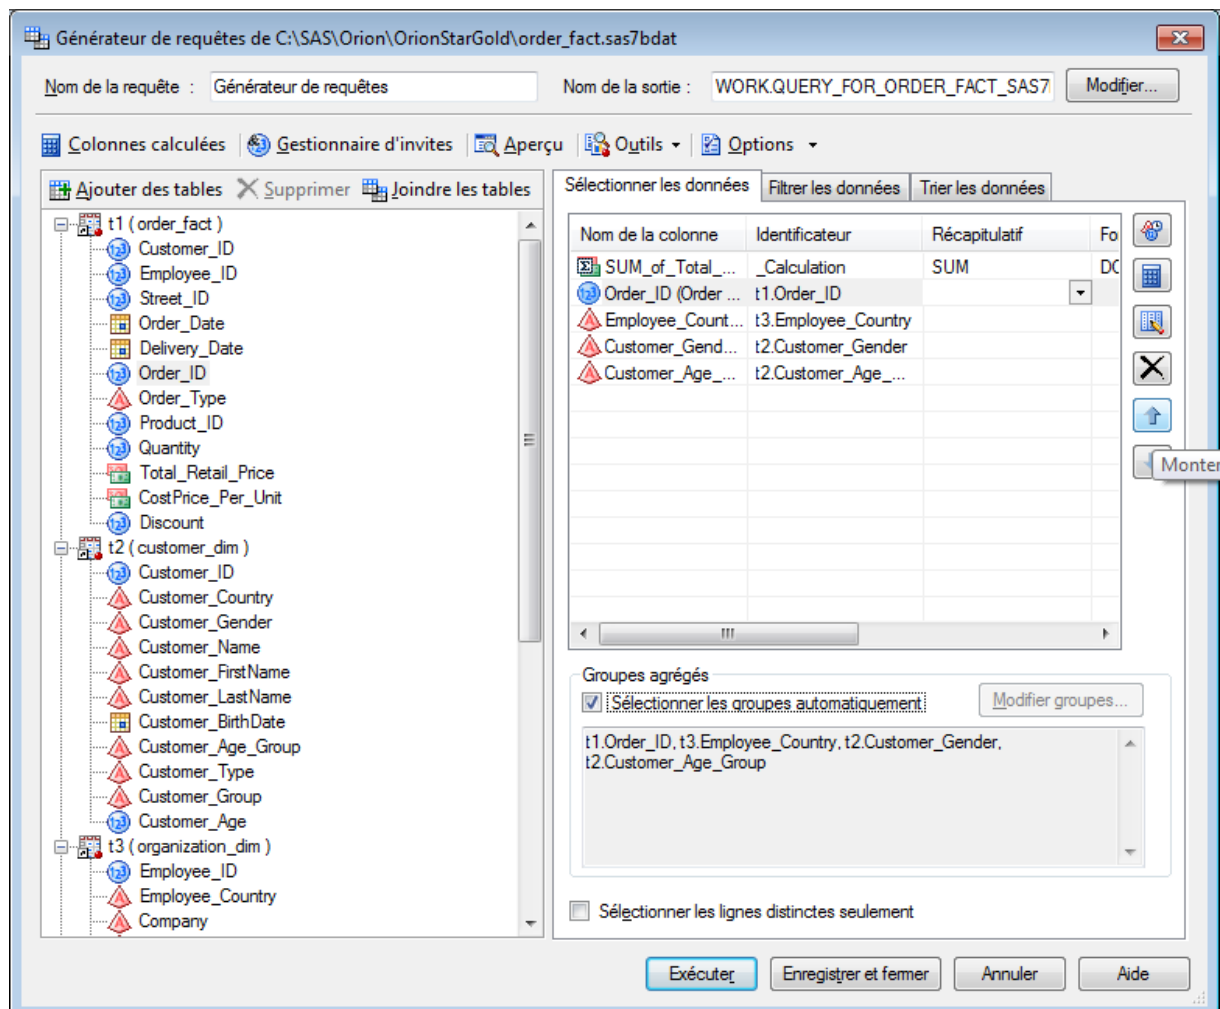 Générateur de requêtes de C:\SAS\Orion\OrionStarGold\order_fact.sas7bdat
Nom de la requête : Générateur de requêtes Nom de la sortie : WORK.QUERY_FOR_ORDER_FACT_SAS7 Modifier...
Colonnes calculées Gestionnaire d'invites Aperçu Outils Options
Ajouter des tables Supprimer Joindre les tables
t1 ( order_fact )
Customer_ID
Employee_ID
Street_ID
Order_Date
Delivery_Date
Order_ID
Order_Type
Product_ID
Quantity
Total_Retail_Price
CostPrice_Per_Unit
Discount
t2 ( customer_dim )
Customer_ID
Customer_Country
Customer_Gender
Customer_Name
Customer_FirstName
Customer_LastName
Customer_BirthDate
Customer_Age_Group
Customer_Type
Customer_Group
Customer_Age
t3 ( organization_dim )
Employee_ID
Employee_Country
Company
Sélectionner les données Filtrer les données Trier les données
Nom de la colonne Identificateur Récapitulatif Fo
SUM_of_Total_... _Calculation SUM DO
Order_ID (Order ... t1.Order_ID
Employee_Count... t3.Employee_Country
Customer_Gend... t2.Customer_Gender
Customer_Age_... t2.Customer_Age_...
Monter
Groupes agrégés
Sélectionner les groupes automatiquement Modifier groupes...
t1.Order_ID, t3.Employee_Country, t2.Customer_Gender,
t2.Customer_Age_Group
Sélectionner les lignes distinctes seulement
Exécuter Enregistrer et fermer Annuler Aide